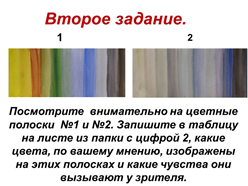 Второе задание.
1 2
Посмотрите внимательно на цветные
полоски №1 и №2. Запишите в таблицу
на листе из папки с цифрой 2, какие
цвета, по вашему мнению, изображены
на этих полосках и какие чувства они
вызывают у зрителя.